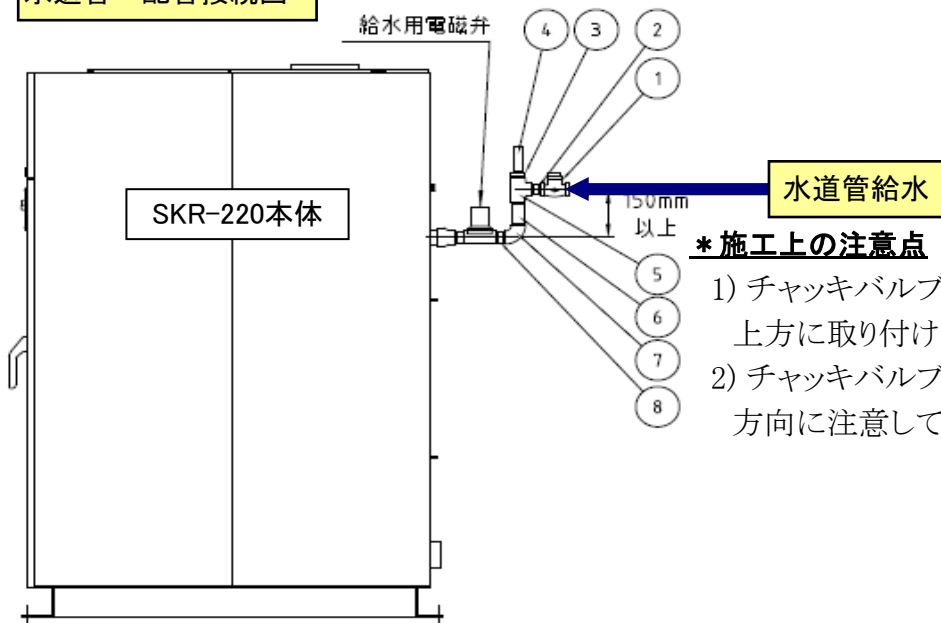 給水用電磁弁
4 3 2
1
SKR-220本体
水道管給水
150mm
以上
*施工上の注意点
1) チャッキバルブ
上方に取り付け
2) チャッキバルブ
方向に注意して
5
6
7
8